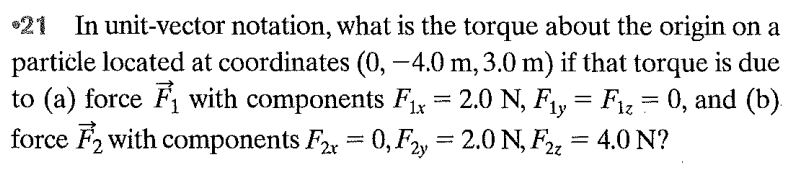 •21 In unit-vector notation, what is the torque about the origin on a
particle located at coordinates (0, −4.0 m, 3.0 m) if that torque is due
to (a) force F⃗₁ with components F₁ₓ = 2.0 N, F₁y = F₁z = 0, and (b)
force F⃗₂ with components F₂ₓ = 0, F₂y = 2.0 N, F₂z = 4.0 N?